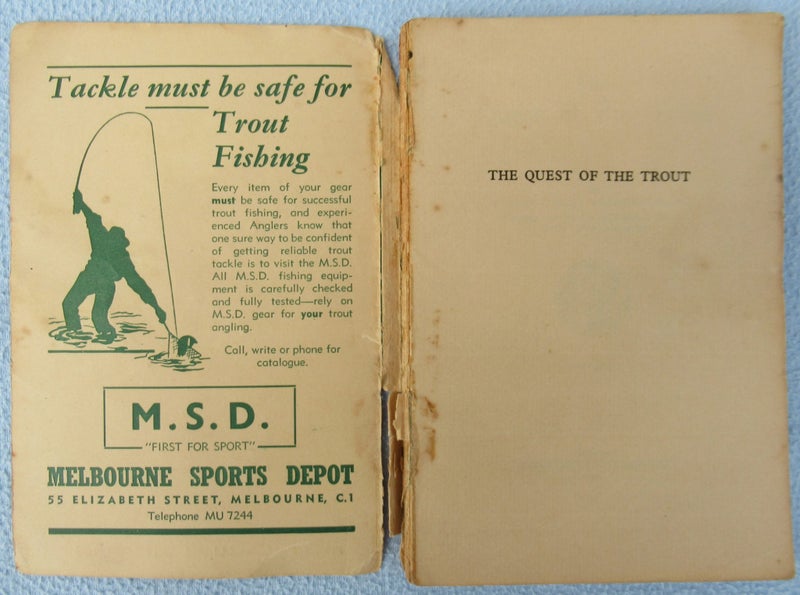 Tackle must be safe for
Trout
Fishing
Every item of your gear
must be safe for successful
trout fishing, and experi-
enced Anglers know that
one sure way to be confident
of getting reliable trout
tackle is to visit the M.S.D.
All M.S.D. fishing equip-
ment is carefully checked
and fully tested—rely on
M.S.D. gear for your trout
angling.
Call, write or phone for
catalogue.
M.S.D.
"FIRST FOR SPORT"
MELBOURNE SPORTS DEPOT
55 ELIZABETH STREET, MELBOURNE, C.1
Telephone MU 7244
THE QUEST OF THE TROUT